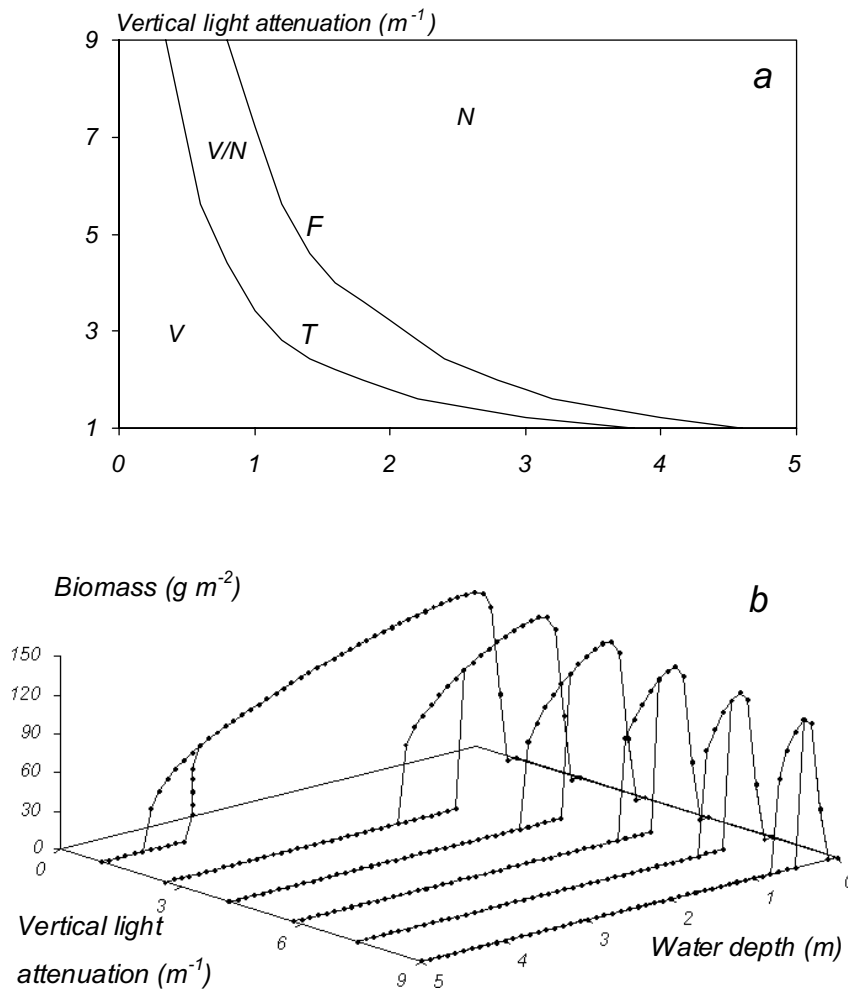 Vertical light attenuation (m⁻¹)
9
a
N
7
V/N
5
F
3
V
T
1
0 1 2 3 4 5
Biomass (g m⁻²)
b
150
120
90
60
30
0
0
0
3
1
2
Vertical light
6
3
Water depth (m)
4
attenuation (m⁻¹)
9 5